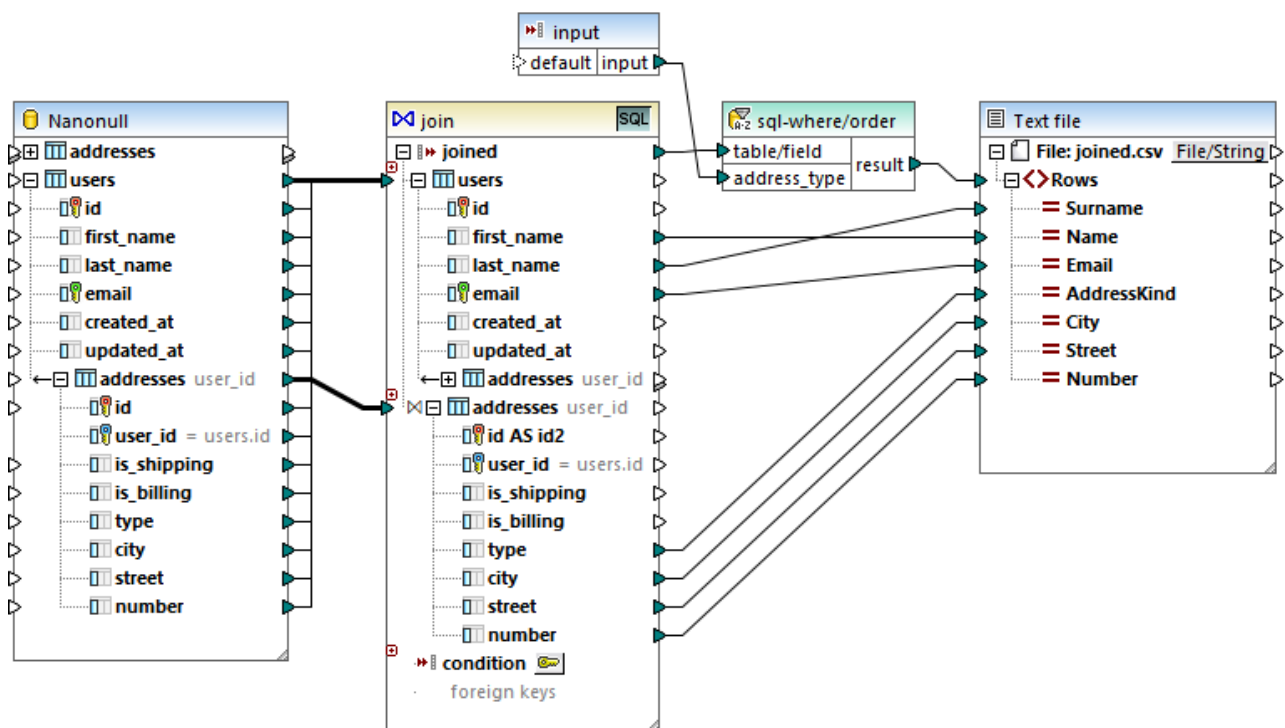 input
default input
Nanonull
addresses
users
id
first_name
last_name
email
created_at
updated_at
addresses user_id
id
user_id = users.id
is_shipping
is_billing
type
city
street
number
join SQL
joined
users
id
first_name
last_name
email
created_at
updated_at
addresses user_id
addresses user_id
id AS id2
user_id = users.id
is_shipping
is_billing
type
city
street
number
condition
foreign keys
A-Z sql-where/order
table/field
result
address_type
Text file
File: joined.csv File/String
Rows
Surname
Name
Email
AddressKind
City
Street
Number